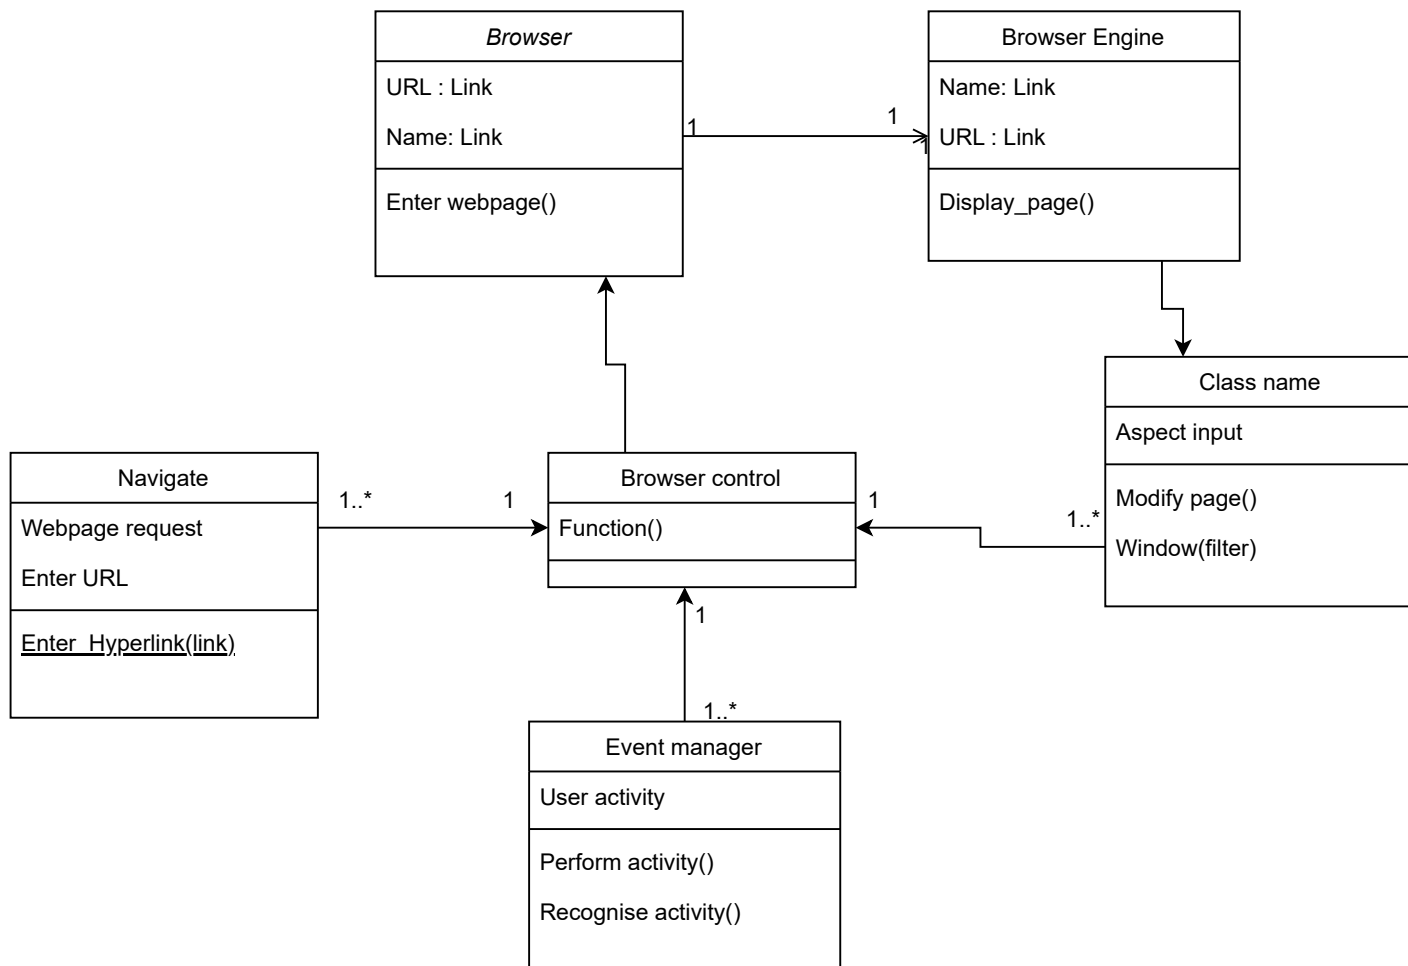 Browser
URL : Link
Name: Link
Enter webpage()
1
1
1
Browser Engine
Name: Link
URL : Link
Display_page()
Class name
Aspect input
Modify page()
Window(filter)
Navigate
Webpage request
Enter URL
Enter_Hyperlink(link)
1..*
1
Browser control
Function()
1
1..*
1
1..*
Event manager
User activity
Perform activity()
Recognise activity()